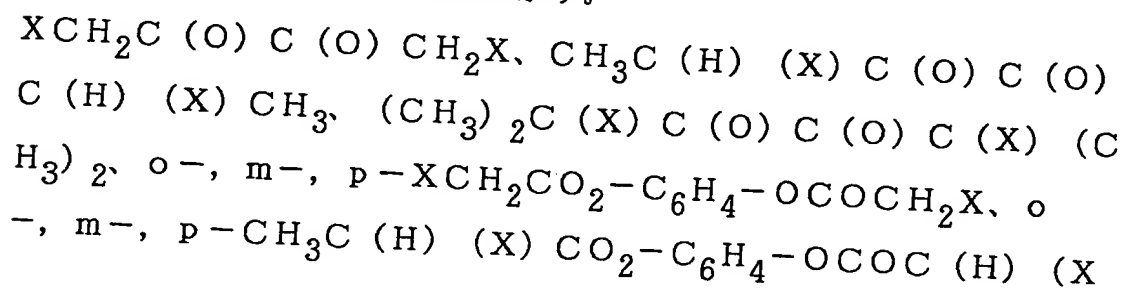 XCH₂C (O) C (O) CH₂X、CH₃C (H) (X) C (O) C (O)
C (H) (X) CH₃、(CH₃)₂C (X) C (O) C (O) C (X) (C
H₃)₂、o−, m−, p−XCH₂CO₂−C₆H₄−OCOCH₂X、o
−, m−, p−CH₃C (H) (X) CO₂−C₆H₄−OCOC (H) (X